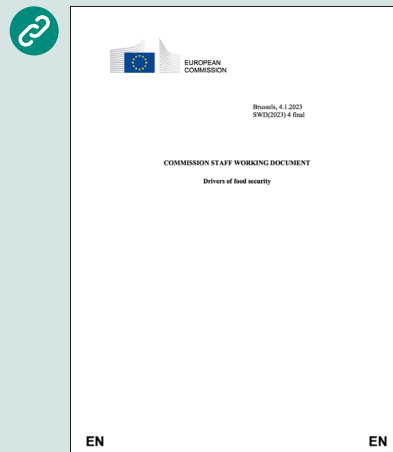 EUROPEAN
COMMISSION
Brussels, 4.1.2023
SWD(2023) 4 final
COMMISSION STAFF WORKING DOCUMENT
Drivers of food security
EN
EN